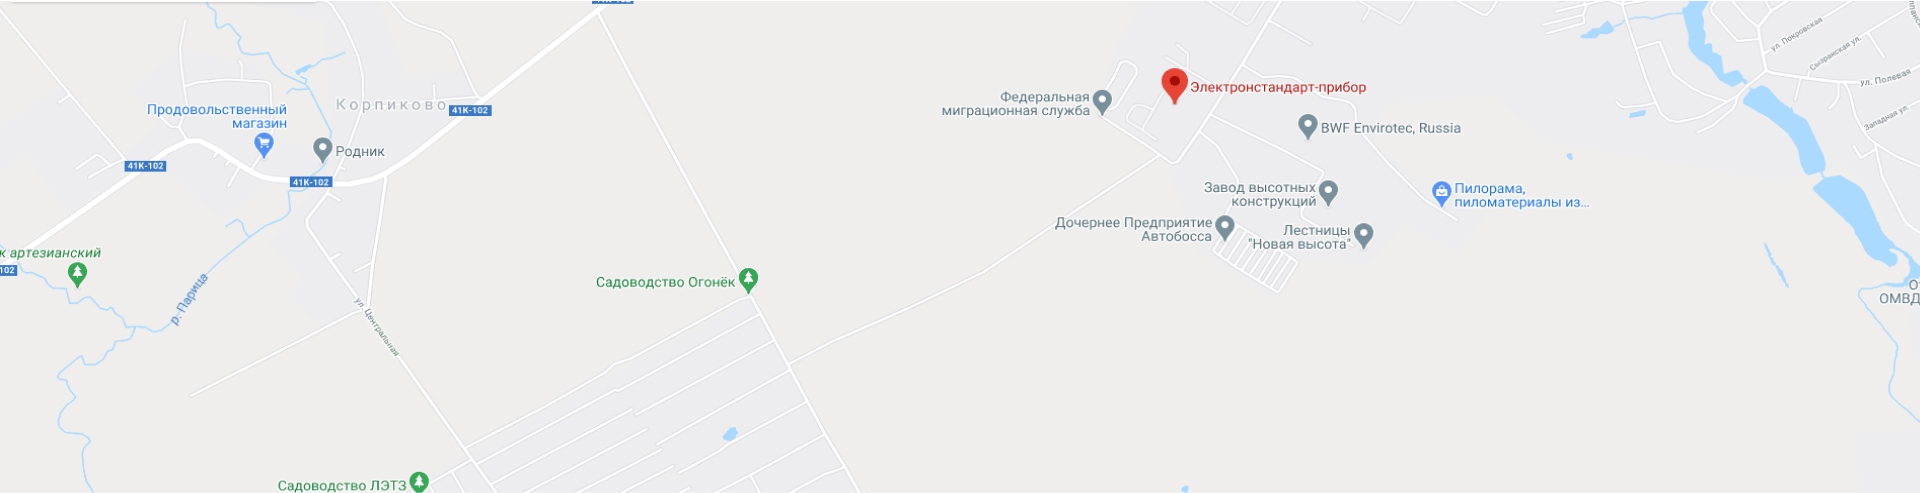 ул. Покровская
Сызранская ул.
ул. Полевая
Западная ул.
Корпиково
41К-102
Продовольственный
магазин
Родник
41К-102
41К-102
Федеральная
миграционная служба
Электронстандарт-прибор
BWF Envirotec, Russia
Завод высотных
конструкций
Пилорама,
пиломатериалы из...
Дочернее Предприятие
Автобосса
Лестницы
"Новая высота"
к артезианский
102
р. Парица
ул. Центральная
Садоводство Огонёк
ОМВД
Садоводство ЛЭТЗ